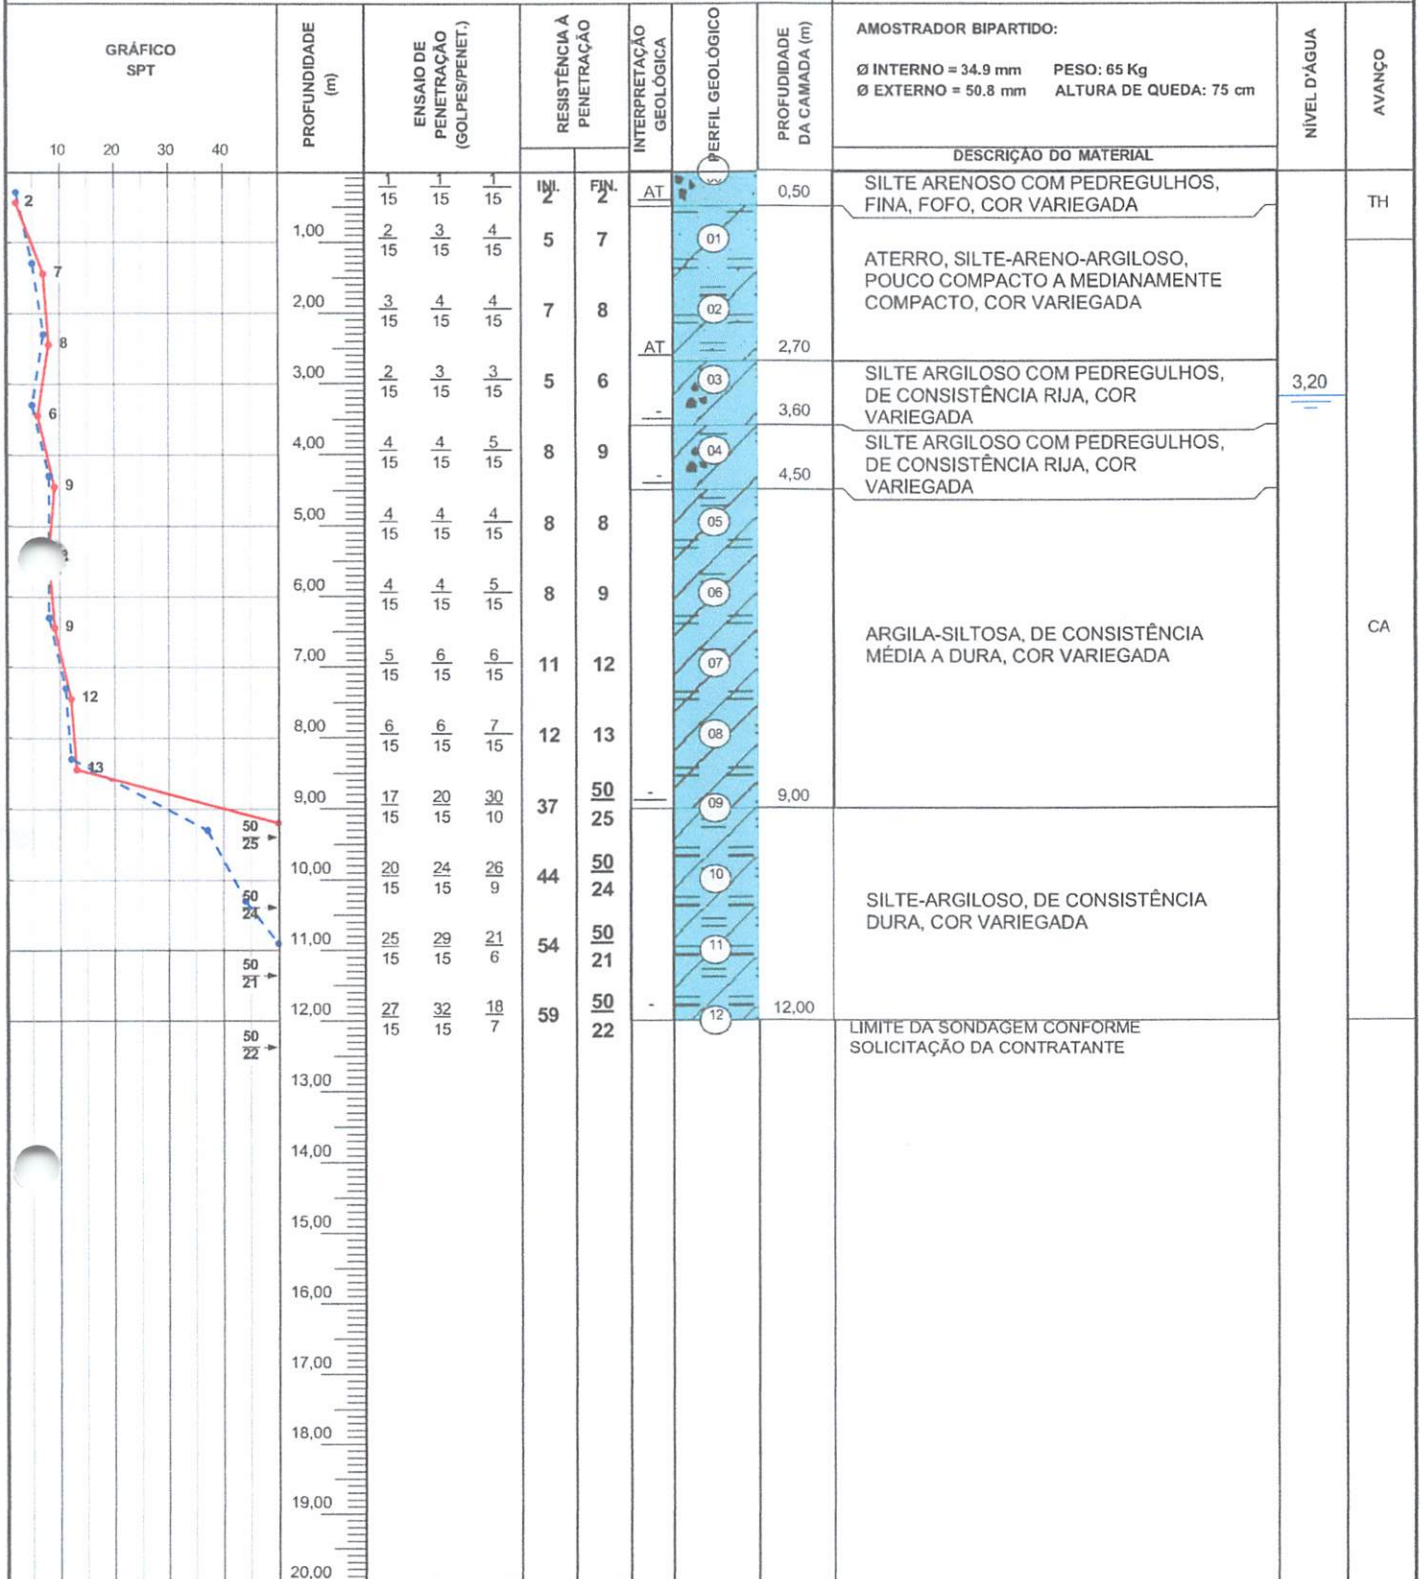 GRÁFICO
SPT
10 20 30 40
PROFUNDIDADE
(m)
ENSAIO DE
PENETRAÇÃO
(GOLPES/PENET.)
RESISTÊNCIA À
PENETRAÇÃO
INTERPRETAÇÃO
GEOLÓGICA
PERFIL GEOLÓGICO
PROFUDIDADE
DA CAMADA (m)
AMOSTRADOR BIPARTIDO:
Ø INTERNO = 34.9 mm PESO: 65 Kg
Ø EXTERNO = 50.8 mm ALTURA DE QUEDA: 75 cm
DESCRIÇÃO DO MATERIAL
NÍVEL D'ÁGUA
AVANÇO
INI. FIN.
2
1/15 1/15 1/15 2 2 AT 0,50
SILTE ARENOSO COM PEDREGULHOS,
FINA, FOFO, COR VARIEGADA
TH
1,00 2/15 3/15 4/15 5 7 01
7
ATERRO, SILTE-ARENO-ARGILOSO,
POUCO COMPACTO A MEDIANAMENTE
COMPACTO, COR VARIEGADA
2,00 3/15 4/15 4/15 7 8 02
8
AT 2,70
3,00 2/15 3/15 3/15 5 6 03
6
- 3,60
SILTE ARGILOSO COM PEDREGULHOS,
DE CONSISTÊNCIA RIJA, COR
VARIEGADA
3,20
4,00 4/15 4/15 5/15 8 9 04
9
- 4,50
SILTE ARGILOSO COM PEDREGULHOS,
DE CONSISTÊNCIA RIJA, COR
VARIEGADA
5,00 4/15 4/15 4/15 8 8 05
6,00 4/15 4/15 5/15 8 9 06
9
ARGILA-SILTOSA, DE CONSISTÊNCIA
MÉDIA A DURA, COR VARIEGADA
CA
7,00 5/15 6/15 6/15 11 12 07
12
8,00 6/15 6/15 7/15 12 13 08
13
9,00 17/15 20/15 30/10 37 50/25 - 09 9,00
50/25
10,00 20/15 24/15 26/9 44 50/24 10
50/24
SILTE-ARGILOSO, DE CONSISTÊNCIA
DURA, COR VARIEGADA
11,00 25/15 29/15 21/6 54 50/21 11
50/21
12,00 27/15 32/15 18/7 59 50/22 - 12 12,00
50/22
LIMITE DA SONDAGEM CONFORME
SOLICITAÇÃO DA CONTRATANTE
13,00
14,00
15,00
16,00
17,00
18,00
19,00
20,00